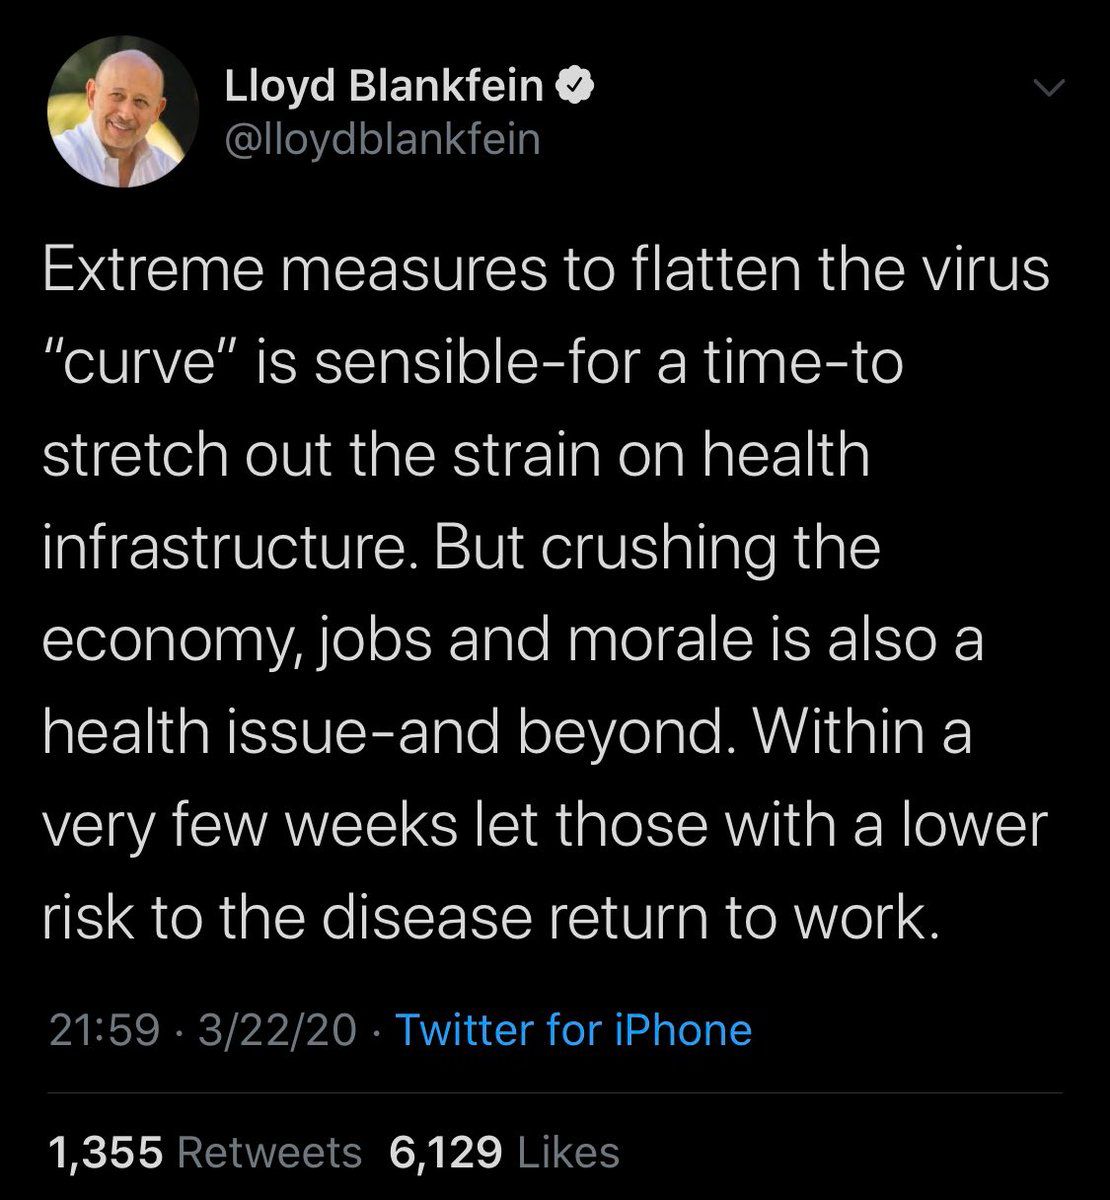 Lloyd Blankfein
@lloydblankfein
Extreme measures to flatten the virus
“curve” is sensible-for a time-to
stretch out the strain on health
infrastructure. But crushing the
economy, jobs and morale is also a
health issue-and beyond. Within a
very few weeks let those with a lower
risk to the disease return to work.
21:59 · 3/22/20 · Twitter for iPhone
1,355 Retweets 6,129 Likes